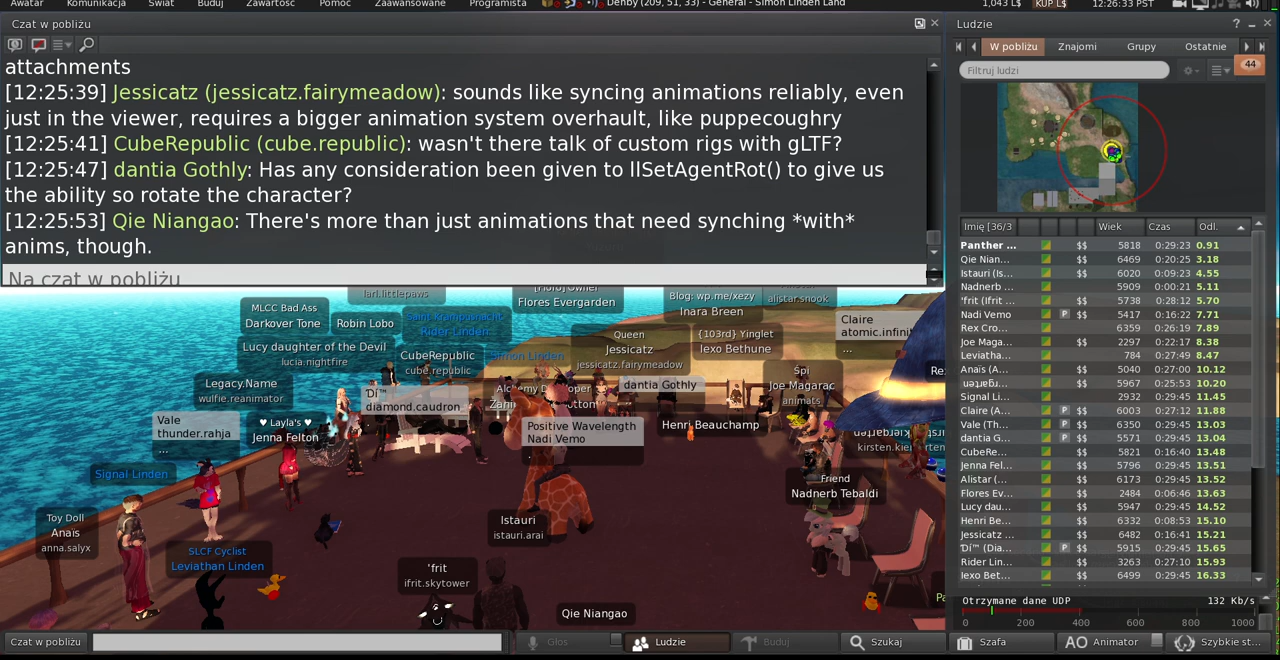 Awatar Komunikacja Świat Buduj Zawartość Pomoc Zaawansowane Programista Denby (209, 51, 33) - General - Simon Linden Land 1,043 L$ KUP L$ 12:26:33 PST
Czat w pobliżu
attachments
[12:25:39] Jessicatz (jessicatz.fairymeadow): sounds like syncing animations reliably, even
just in the viewer, requires a bigger animation system overhault, like puppecoughry
[12:25:41] CubeRepublic (cube.republic): wasn't there talk of custom rigs with gLTF?
[12:25:47] dantia Gothly: Has any consideration been given to llSetAgentRot() to give us
the ability so rotate the character?
[12:25:53] Qie Niangao: There's more than just animations that need synching *with*
anims, though.
Na czat w pobliżu
larl.littlepaws
Flores Evergarden
Blog: wp.me/xezy
Inara Breen
alistar.snook
MLCC Bad Ass
Darkover Tone
Robin Lobo
Saint Krampusnacht
Rider Linden
Claire
atomic.infinit
...
Lucy daughter of the Devil
lucia.nightfire
CubeRepublic
cube.republic
Simon Linden
Queen
Jessicatz
jessicatz.fairymeadow
{103rd} Yinglet
Iexo Bethune
Legacy.Name
wulfie.reanimator
dantia Gothly
Joe Magarac
animats
diamond.caudron
Vale
thunder.rahja
...
♥ Layla's ♥
Jenna Felton
Positive Wavelength
Nadi Vemo
Henri Beauchamp
Signal Linden
Friend
Nadnerb Tebaldi
Toy Doll
Anaïs
anna.salyx
Istauri
istauri.arai
SLCF Cyclist
Leviathan Linden
'frit
ifrit.skytower
Qie Niangao
Ludzie
W pobliżu Znajomi Grupy Ostatnie
Filtruj ludzi
44
Imię [36/3 Wiek Czas Odl.
Panther ... $$ 5818 0:29:23 0.91
Qie Nian... $$ 6469 0:20:25 3.18
Istauri (Is... $$ 6020 0:09:23 4.55
Nadnerb ... 5909 0:00:21 5.11
'frit (Ifrit ... $$ 5738 0:28:12 5.70
Nadi Vemo P $$ 5417 0:16:22 7.71
Rex Cro... 6359 0:26:19 7.89
Joe Maga... $$ 2297 0:22:17 8.38
Leviatha... 784 0:27:49 8.47
Anaïs (A... $$ 5040 0:27:00 10.12
$$ 5967 0:25:53 10.20
Signal Li... 2932 0:29:45 11.45
Claire (A... P $$ 6003 0:27:12 11.88
Vale (Th... P $$ 6350 0:29:45 13.03
dantia G... P $$ 5571 0:29:45 13.04
CubeRe... $$ 5821 0:16:40 13.48
Jenna Fel... $$ 5796 0:29:45 13.51
Alistar (... $$ 6173 0:29:45 13.52
Flores Ev... $$ 2484 0:06:46 13.63
Lucy dau... $$ 5947 0:29:45 14.52
Henri Be... $$ 6332 0:08:53 15.10
Jessicatz ... $$ 6482 0:16:41 15.21
Ɗí™ (Dia... P $$ 5915 0:29:45 15.65
Rider Lin... $$ 3263 0:27:10 15.93
Iexo Bet... $$ 6499 0:29:45 16.33
Otrzymane dane UDP 132 Kb/s
0 200 400 600 800 1000
Czat w pobliżu Głos Ludzie Buduj Szukaj Szafa AO Animator Szybkie st...